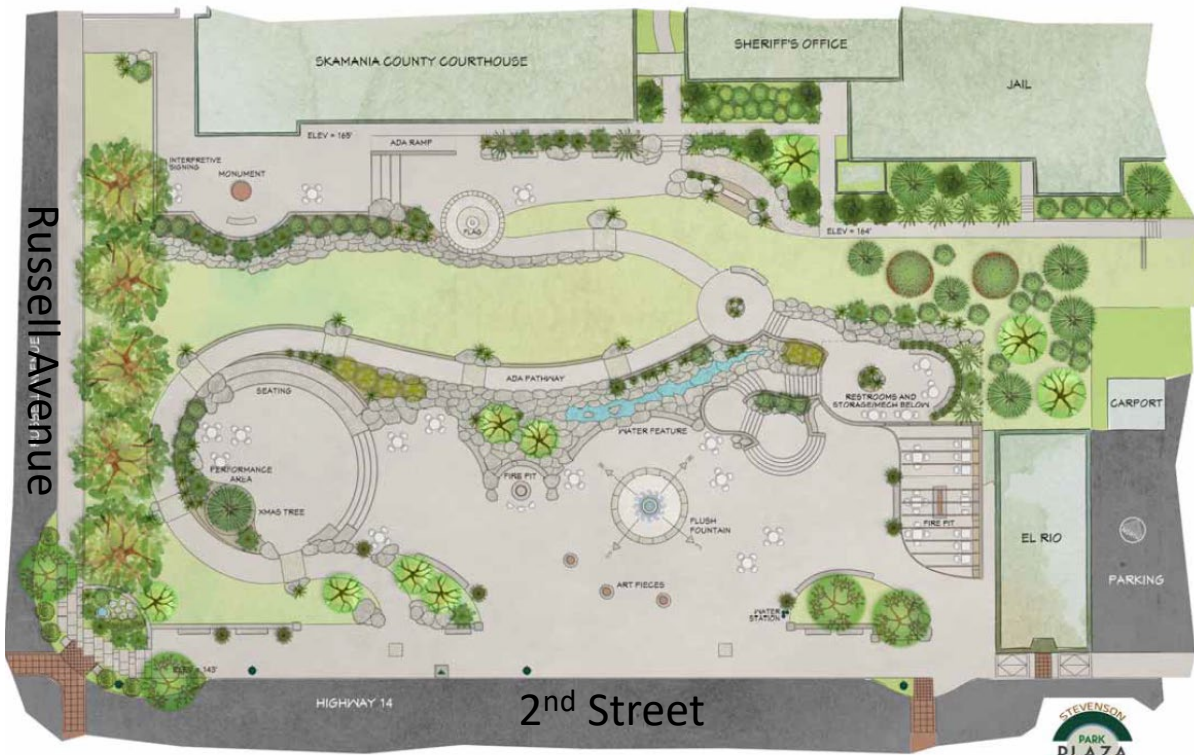 SKAMANIA COUNTY COURTHOUSE
SHERIFF'S OFFICE
JAIL
ELEV = 165'
ADA RAMP
INTERPRETIVE
SIGNING
MONUMENT
FLAG
ELEV = 164'
Russell Avenue
SEATING
ADA PATHWAY
RESTROOMS AND
STORAGE/MECH BELOW
CARPORT
WATER FEATURE
PERFORMANCE
AREA
FIRE PIT
XMAS TREE
FLUSH
FOUNTAIN
FIRE PIT
EL RIO
PARKING
ART PIECES
WATER
STATION
ELEV = 143'
HIGHWAY 14
2nd Street
STEVENSON
PARK
PLAZA